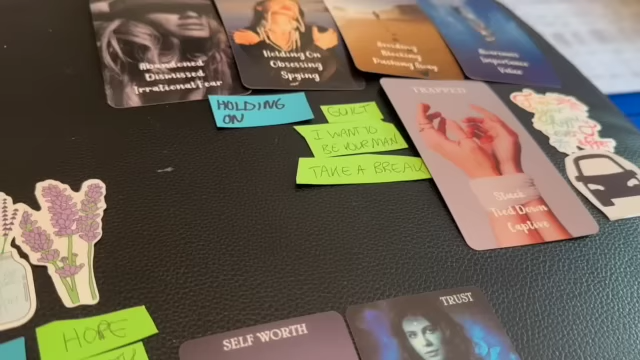 Abandoned
Dismissed
Irrational Fear
Holding On
Obsessing
Spying
Avoiding
Blocking
Pushing Away
Importance
Value
HOLDING
ON
GUILT
I WANT TO
BE YOUR MAN
TAKE A BREAK
TRAPPED
Stuck
Tied Down
Captive
HOPE
SELF WORTH
TRUST